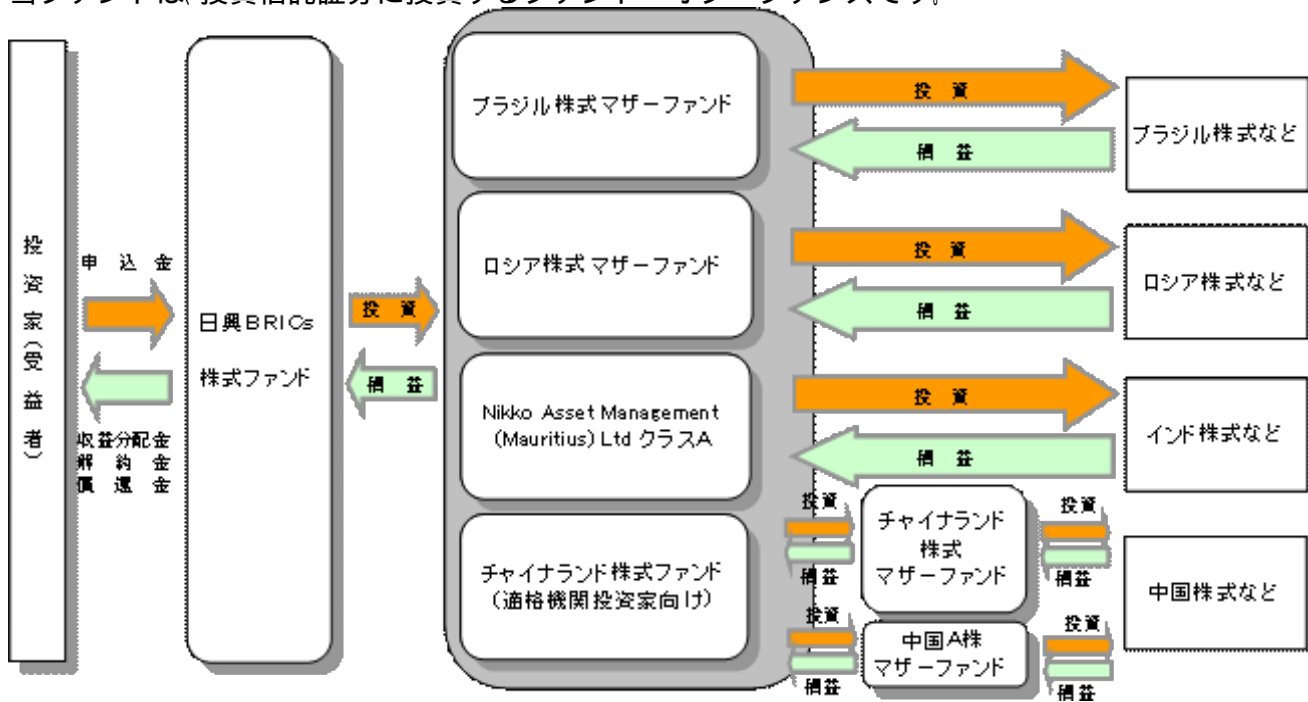 当ファンドは、投資信託証券に投資するファンド・オブ・ファンズです。
投資家(受益者)
申込金
収益分配金
解約金
償還金
日興BRICs
株式ファンド
投資
損益
ブラジル株式マザーファンド
ロシア株式マザーファンド
Nikko Asset Management
(Mauritius) Ltd クラスA
チャイナランド株式ファンド
(適格機関投資家向け)
投資
損益
ブラジル株式など
投資
損益
ロシア株式など
投資
損益
インド株式など
投資
損益
チャイナランド
株式
マザーファンド
投資
損益
投資
損益
中国A株
マザーファンド
投資
損益
中国株式など